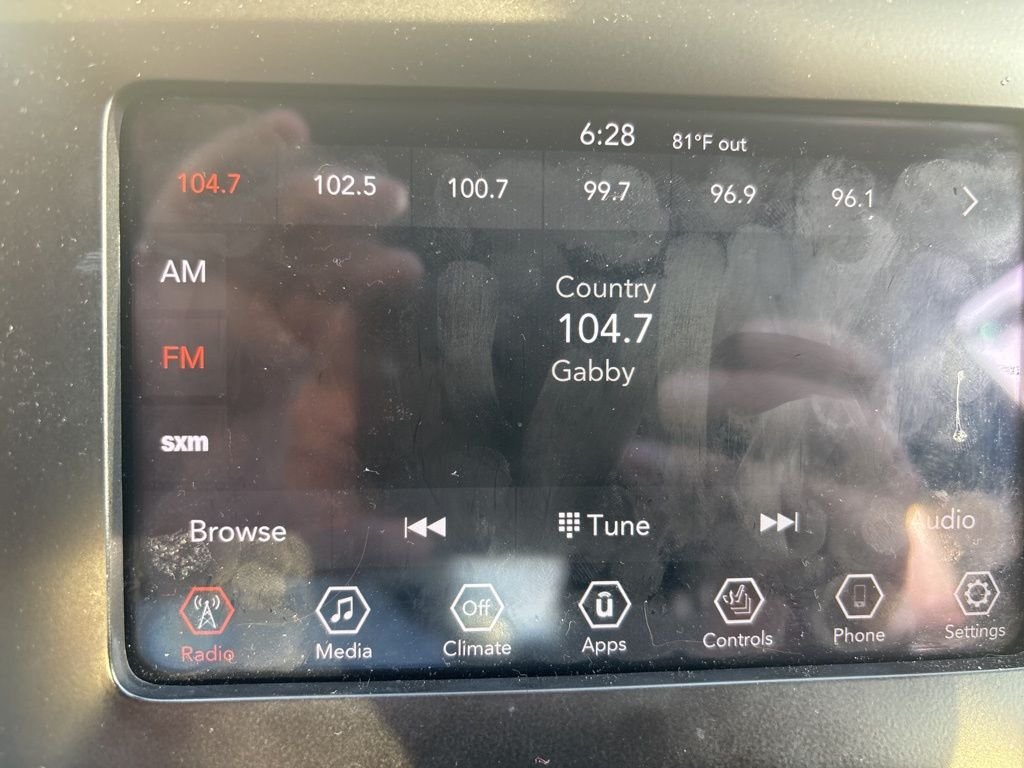 6:28 81°F out
104.7 102.5 100.7 99.7 96.9 96.1
AM
FM
sxm
Country
104.7
Gabby
Browse Tune Audio
Off
Radio Media Climate Apps Controls Phone Settings